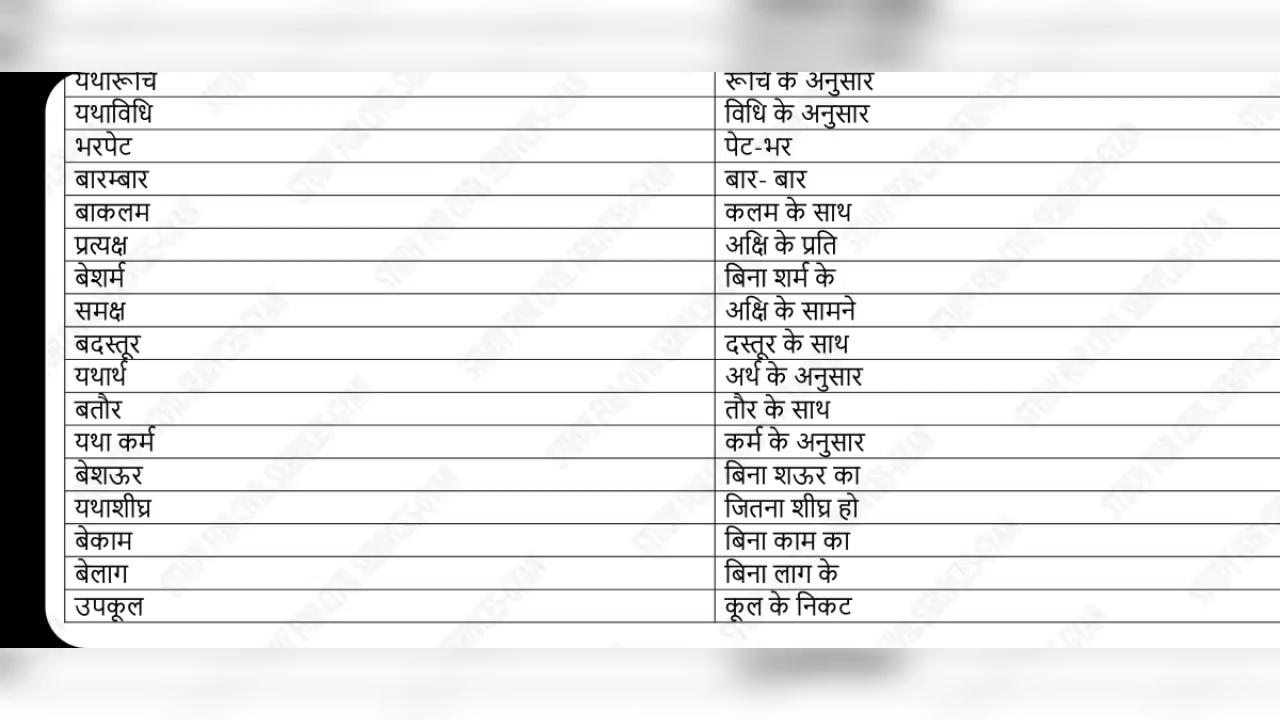 यथारूचि रूचि के अनुसार
यथाविधि विधि के अनुसार
भरपेट पेट-भर
बारम्बार बार- बार
बाकलम कलम के साथ
प्रत्यक्ष अक्षि के प्रति
बेशर्म बिना शर्म के
समक्ष अक्षि के सामने
बदस्तूर दस्तूर के साथ
यथार्थ अर्थ के अनुसार
बतौर तौर के साथ
यथा कर्म कर्म के अनुसार
बेशऊर बिना शऊर का
यथाशीघ्र जितना शीघ्र हो
बेकाम बिना काम का
बेलाग बिना लाग के
उपकूल कूल के निकट